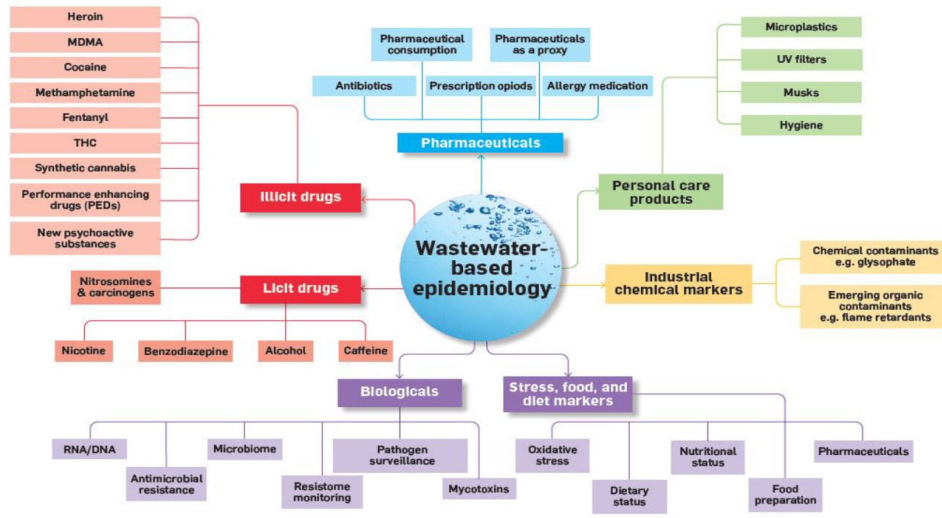 Heroin
MDMA
Cocaine
Methamphetamine
Fentanyl
THC
Synthetic cannabis
Performance enhancing
drugs (PEDs)
New psychoactive
substances
Illicit drugs
Pharmaceutical
consumption
Pharmaceuticals
as a proxy
Antibiotics
Prescription opiods
Allergy medication
Pharmaceuticals
Microplastics
UV filters
Musks
Hygiene
Personal care
products
Wastewater-
based
epidemiology
Industrial
chemical markers
Chemical contaminants
e.g. glysophate
Emerging organic
contaminants
e.g. flame retardants
Nitrosomines
& carcinogens
Licit drugs
Nicotine
Benzodiazepine
Alcohol
Caffeine
Biologicals
RNA/DNA
Microbiome
Pathogen
surveillance
Antimicrobial
resistance
Resistome
monitoring
Mycotoxins
Stress, food, and
diet markers
Oxidative
stress
Nutritional
status
Pharmaceuticals
Dietary
status
Food
preparation